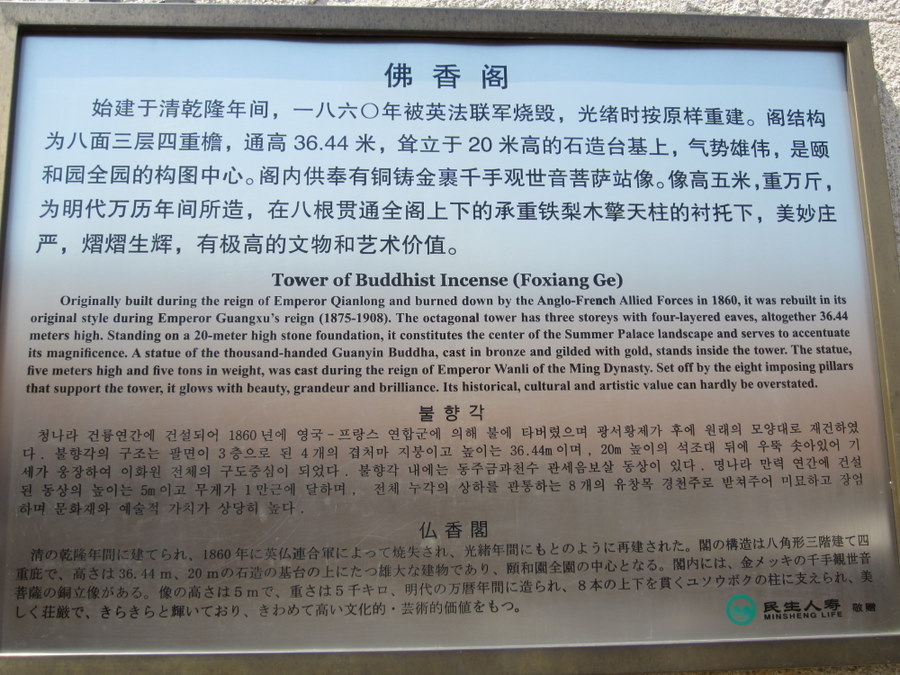 佛香阁
始建于清乾隆年间，一八六〇年被英法联军烧毁，光绪时按原样重建。阁结构
为八面三层四重檐，通高 36.44 米，耸立于 20 米高的石造台基上，气势雄伟，是颐
和园全园的构图中心。阁内供奉有铜铸金裹千手观世音菩萨站像。像高五米，重万斤，
为明代万历年间所造，在八根贯通全阁上下的承重铁梨木擎天柱的衬托下，美妙庄
严，熠熠生辉，有极高的文物和艺术价值。
Tower of Buddhist Incense (Foxiang Ge)
Originally built during the reign of Emperor Qianlong and burned down by the Anglo-French Allied Forces in 1860, it was rebuilt in its
original style during Emperor Guangxu's reign (1875-1908). The octagonal tower has three storeys with four-layered eaves, altogether 36.44
meters high. Standing on a 20-meter high stone foundation, it constitutes the center of the Summer Palace landscape and serves to accentuate
its magnificence. A statue of the thousand-handed Guanyin Buddha, cast in bronze and gilded with gold, stands inside the tower. The statue,
five meters high and five tons in weight, was cast during the reign of Emperor Wanli of the Ming Dynasty. Set off by the eight imposing pillars
that support the tower, it glows with beauty, grandeur and brilliance. Its historical, cultural and artistic value can hardly be overstated.
불향각
청나라 건륭연간에 건설되어 1860년에 영국-프랑스 연합군에 의해 불에 타버렸으며 광서황제가 후에 원래의 모양대로 재건하였
다. 불향각의 구조는 팔면이 3층으로 된 4개의 겹처마 지붕이고 높이는 36.44m이며, 20m 높이의 석조대 뒤에 우뚝 솟아있어 기
세가 웅장하여 이화원 전체의 구도중심이 되었다. 불향각 내에는 동주금과천수 관세음보살 동상이 있다. 명나라 만력 연간에 건설
된 동상의 높이는 5m이고 무게가 1만근에 달하며, 전체 누각의 상하를 관통하는 8개의 유창목 경천주로 받쳐주어 미묘하고 장엄
하며 문화재와 예술적 가치가 상당히 높다.
仏香閣
清の乾隆年間に建てられ、1860年に英仏連合軍によって焼失され、光緒年間にもとのように再建された。閣の構造は八角形三階建て四
重庇で、高さは36.44m、20mの石造の基台の上にたつ雄大な建物であり、頤和園全園の中心となる。閣内には、金メッキの千手観世音
菩薩の銅立像がある。像の高さは5mで、重さは5千キロ、明代の万暦年間に造られ、8本の上下を貫くユソウボクの柱に支えられ、美
しく荘厳で、きらきらと輝いており、きわめて高い文化的・芸術的価値をもつ。
民生人寿 敬赠
MINSHENG LIFE